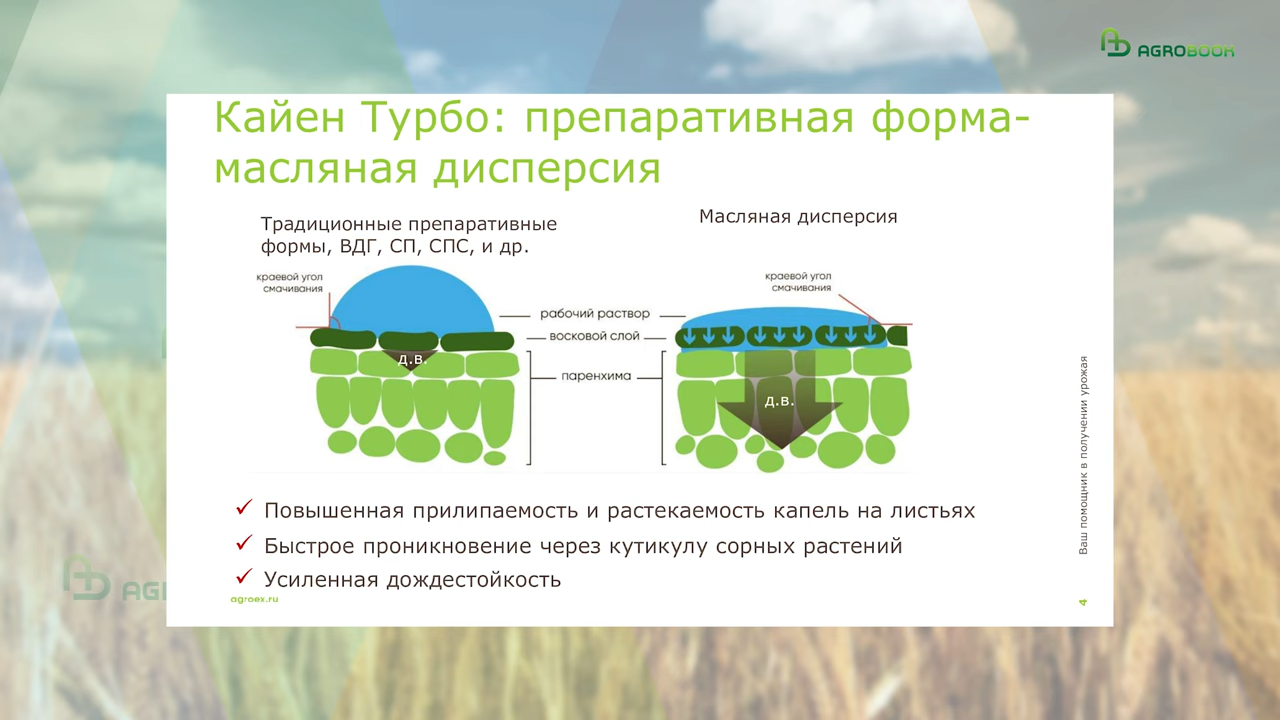 AGROBOOK
Кайен Турбо: препаративная форма-
масляная дисперсия
Традиционные препаративные
формы, ВДГ, СП, СПС, и др.
Масляная дисперсия
краевой угол
смачивания
краевой угол
смачивания
рабочий раствор
восковой слой
паренхима
д.в.
д.в.
Повышенная прилипаемость и растекаемость капель на листьях
Быстрое проникновение через кутикулу сорных растений
Усиленная дождестойкость
agroex.ru
Ваш помощник в получении урожая
4
AGR